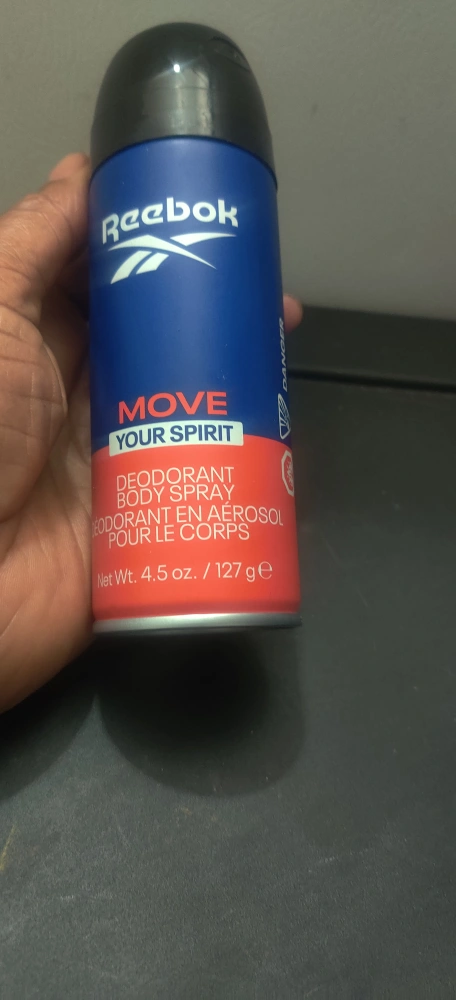 Reebok
MOVE
YOUR SPIRIT
DEODORANT
BODY SPRAY
DÉODORANT EN AÉROSOL
POUR LE CORPS
Net Wt. 4.5 oz. / 127 g e
DANGER